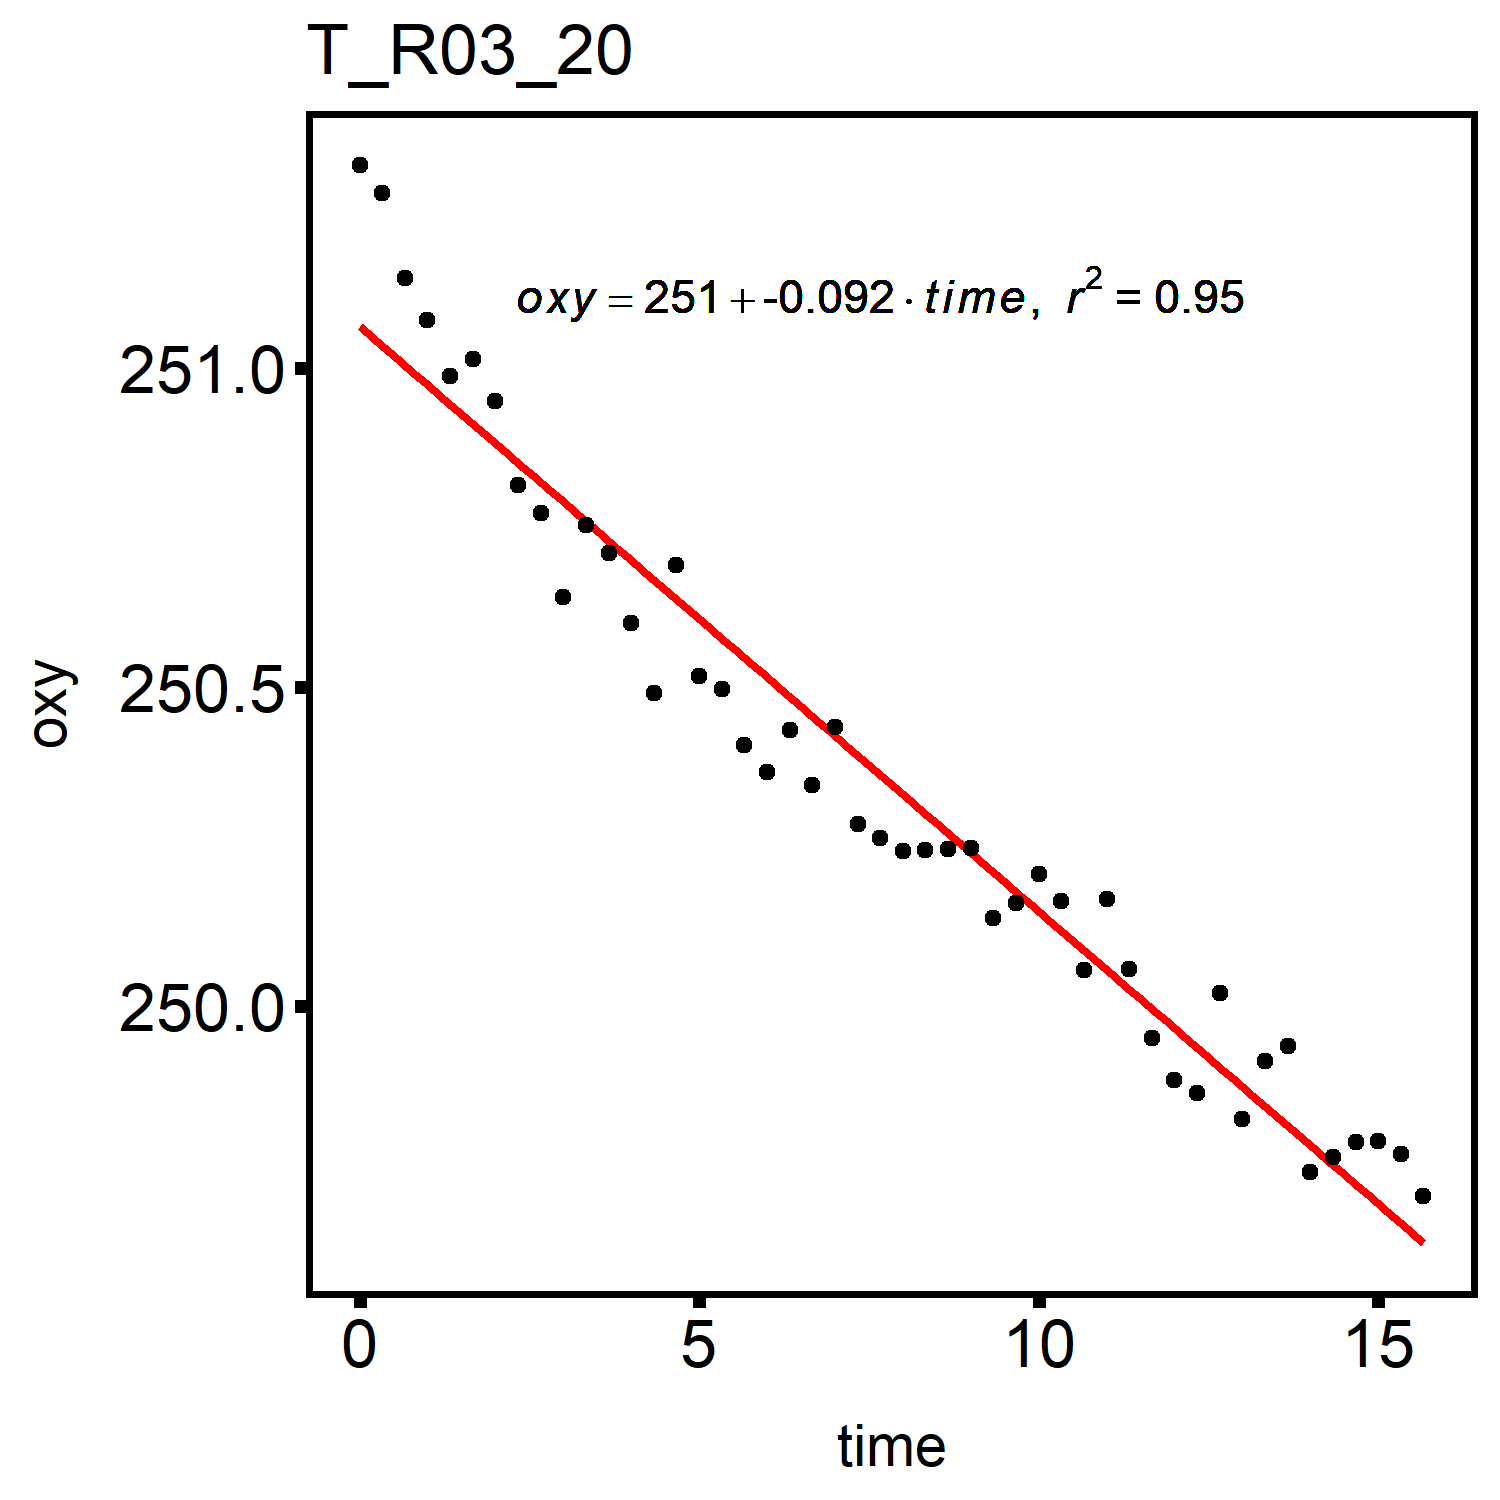 T_R03_20
oxy = 251 + -0.092 · time, r² = 0.95
251.0
250.5
250.0
oxy
0 5 10 15
time